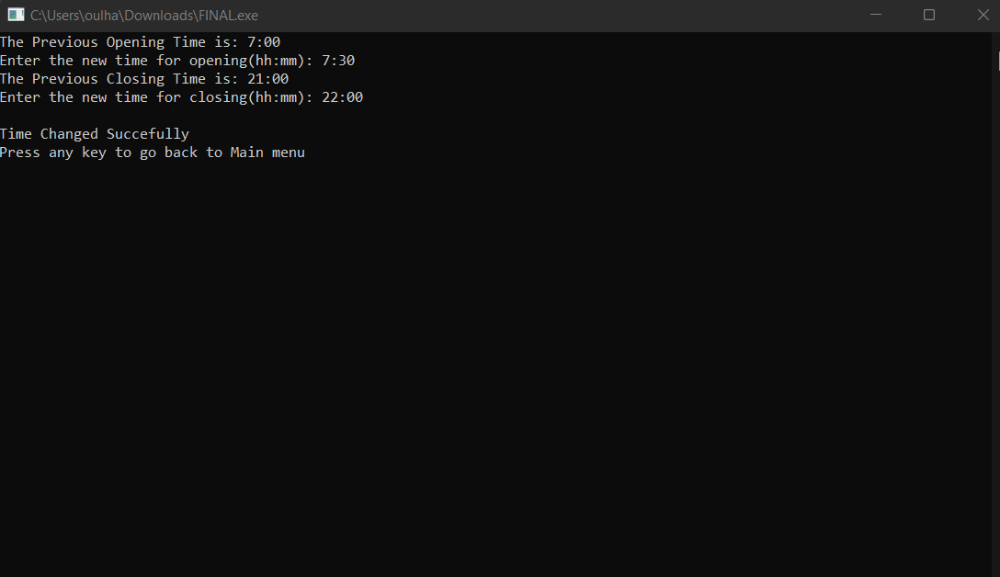 C:\Users\oulha\Downloads\FINAL.exe
The Previous Opening Time is: 7:00
Enter the new time for opening(hh:mm): 7:30
The Previous Closing Time is: 21:00
Enter the new time for closing(hh:mm): 22:00
Time Changed Succefully
Press any key to go back to Main menu